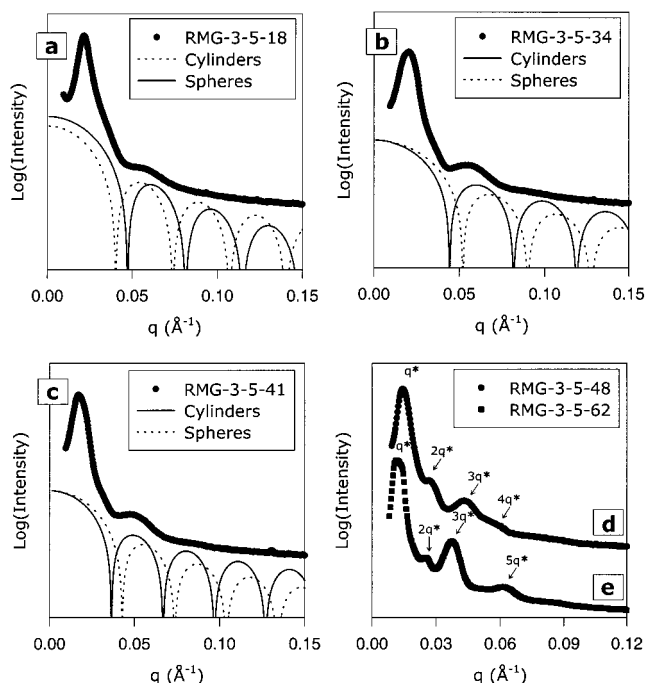 a
RMG-3-5-18
Cylinders
Spheres
Log(Intensity)
0.00 0.05 0.10 0.15
q (Å-1)
b
RMG-3-5-34
Cylinders
Spheres
Log(Intensity)
0.00 0.05 0.10 0.15
q (Å-1)
c
RMG-3-5-41
Cylinders
Spheres
Log(Intensity)
0.00 0.05 0.10 0.15
q (Å-1)
RMG-3-5-48
RMG-3-5-62
q*
2q*
3q*
4q*
d
q*
2q*
3q*
5q*
e
Log(Intensity)
0.00 0.03 0.06 0.09 0.12
q (Å-1)